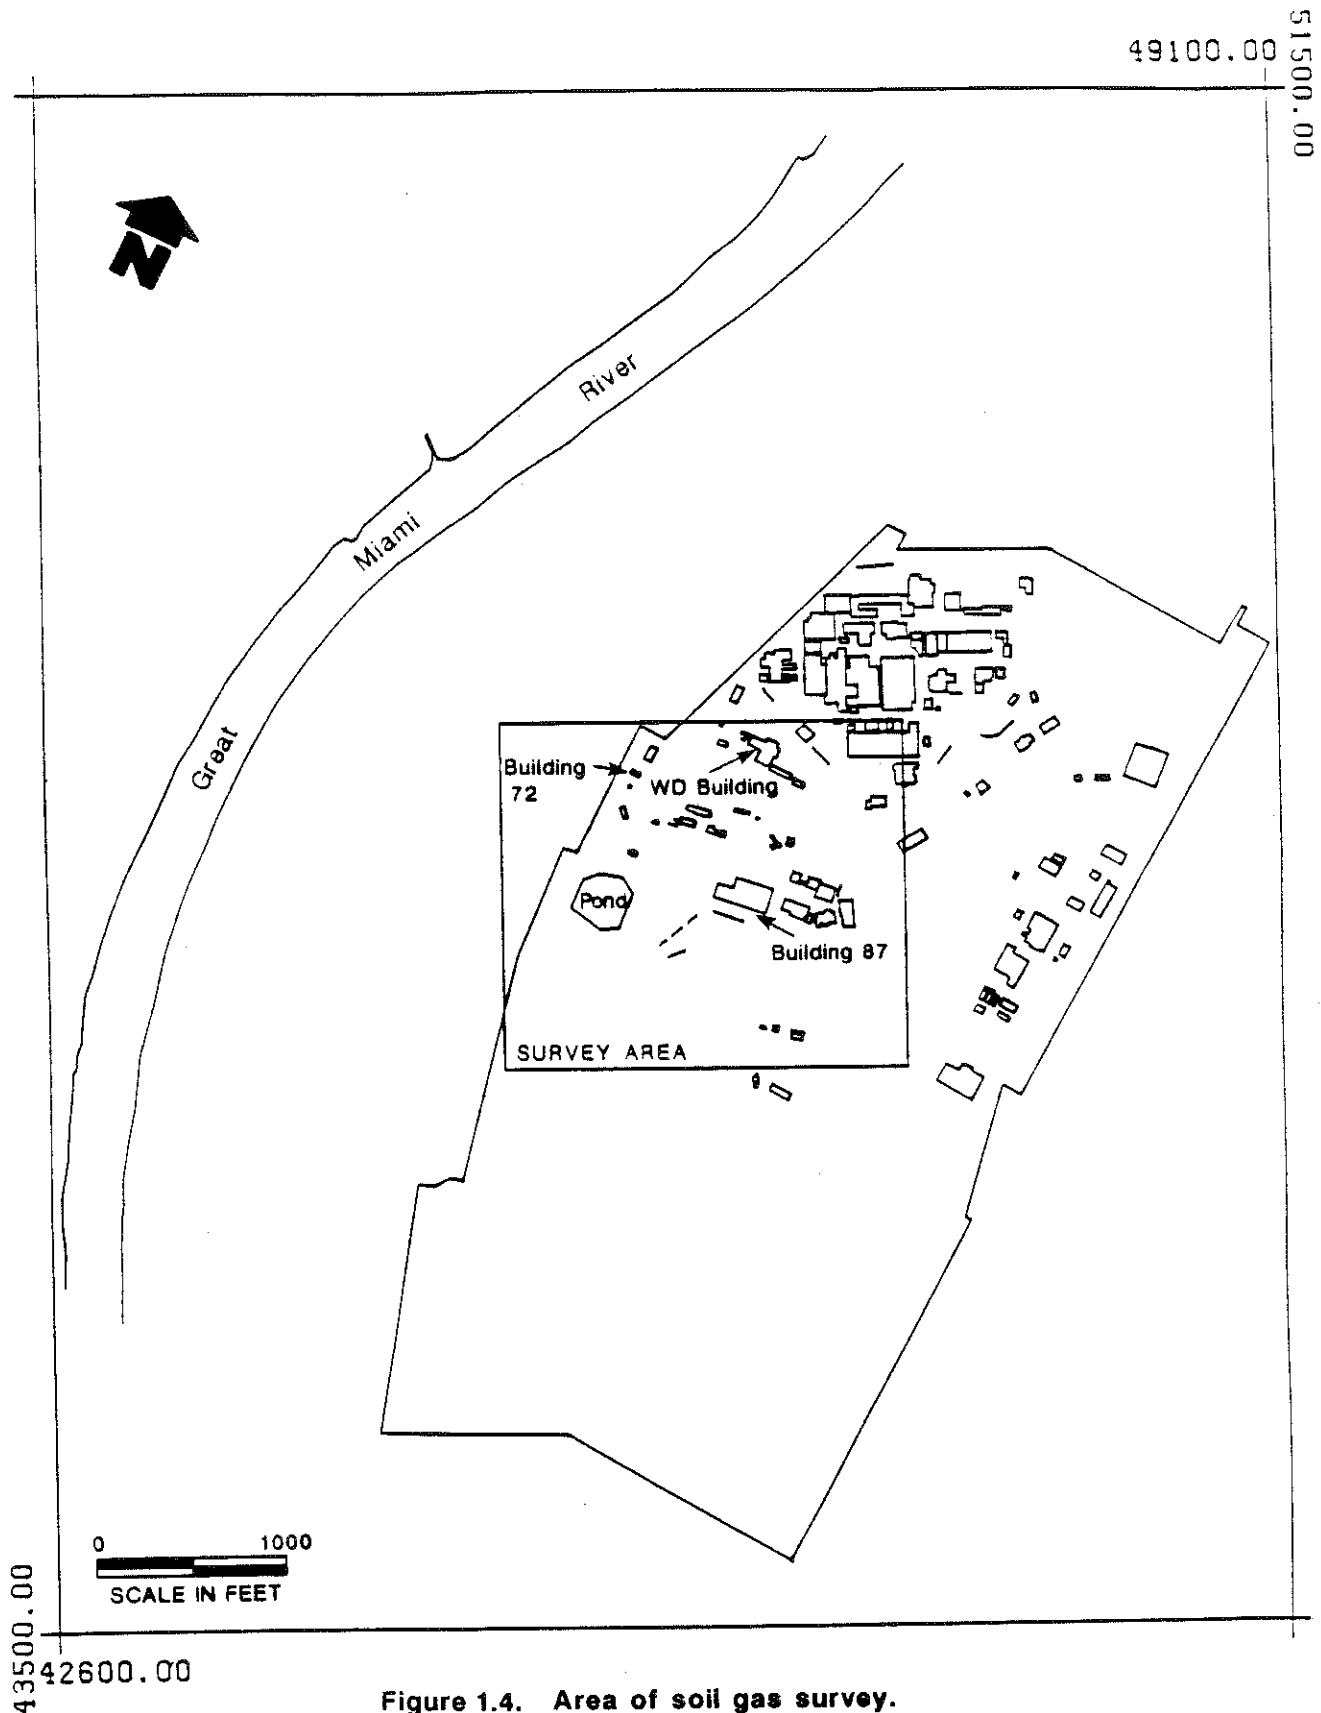 49100.00
51500.00
N
River
Miami
Great
Building
72
WD Building
Pond
Building 87
SURVEY AREA
0 1000
SCALE IN FEET
43500.00
42600.00
Figure 1.4. Area of soil gas survey.